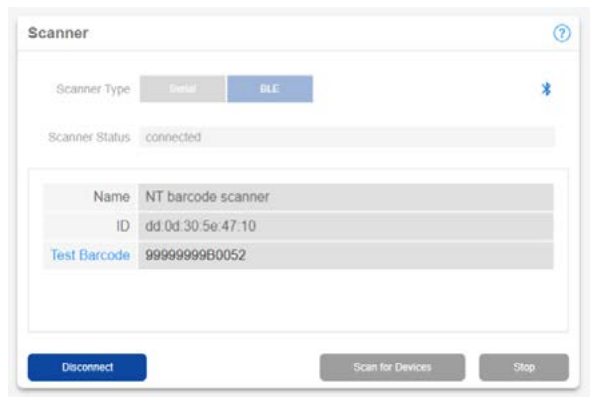 Scanner
?
Scanner Type Serial BLE
Scanner Status connected
Name NT barcode scanner
ID dd:0d:30:5e:47:10
Test Barcode 99999999B0052
Disconnect Scan for Devices Stop